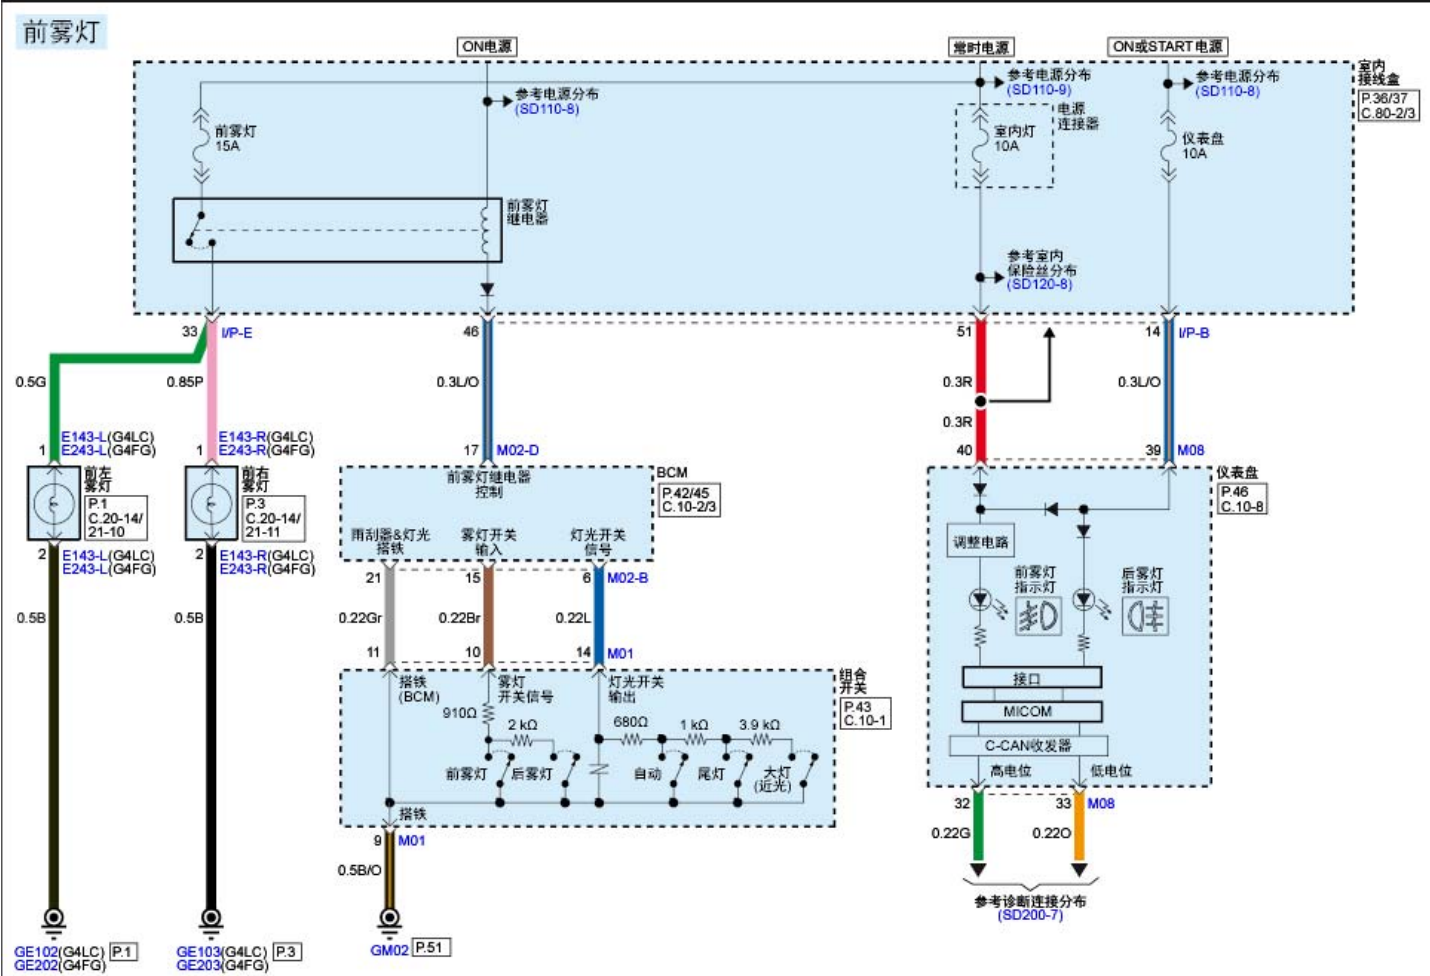 前雾灯
ON电源
常时电源
ON或START电源
室内
接线盒
P.36/37
C.80-2/3
参考电源分布
(SD110-8)
参考电源分布
(SD110-9)
参考电源分布
(SD110-8)
前雾灯
15A
电源
连接器
室内灯
10A
仪表盘
10A
前雾灯
继电器
参考室内
保险丝分布
(SD120-8)
33
I/P-E
46
51
14
I/P-B
0.5G
0.85P
0.3L/O
0.3R
0.3L/O
0.3R
E143-L(G4LC)
E243-L(G4FG)
1
E143-R(G4LC)
E243-R(G4FG)
1
17
M02-D
40
39
M08
前左
雾灯
P.1
C.20-14/
21-10
前右
雾灯
P.3
C.20-14/
21-11
前雾灯继电器
控制
BCM
P.42/45
C.10-2/3
仪表盘
P.46
C.10-8
雨刮器&灯光
搭铁
雾灯开关
输入
灯光开关
信号
调整电路
前雾灯
指示灯
后雾灯
指示灯
2
E143-L(G4LC)
E243-L(G4FG)
2
E143-R(G4LC)
E243-R(G4FG)
21
15
6
M02-B
0.5B
0.5B
0.22Gr
0.22Br
0.22L
11
10
14
M01
搭铁
(BCM)
雾灯
开关信号
灯光开关
输出
组合
开关
P.43
C.10-1
接口
MICOM
C-CAN收发器
高电位
低电位
910Ω
2 kΩ
680Ω
1 kΩ
3.9 kΩ
前雾灯
后雾灯
自动
尾灯
大灯
(近光)
搭铁
32
33
M08
0.22G
0.22O
9
M01
0.5B/O
参考诊断连接分布
(SD200-7)
GE102(G4LC)
GE202(G4FG)
P.1
GE103(G4LC)
GE203(G4FG)
P.3
GM02
P.51